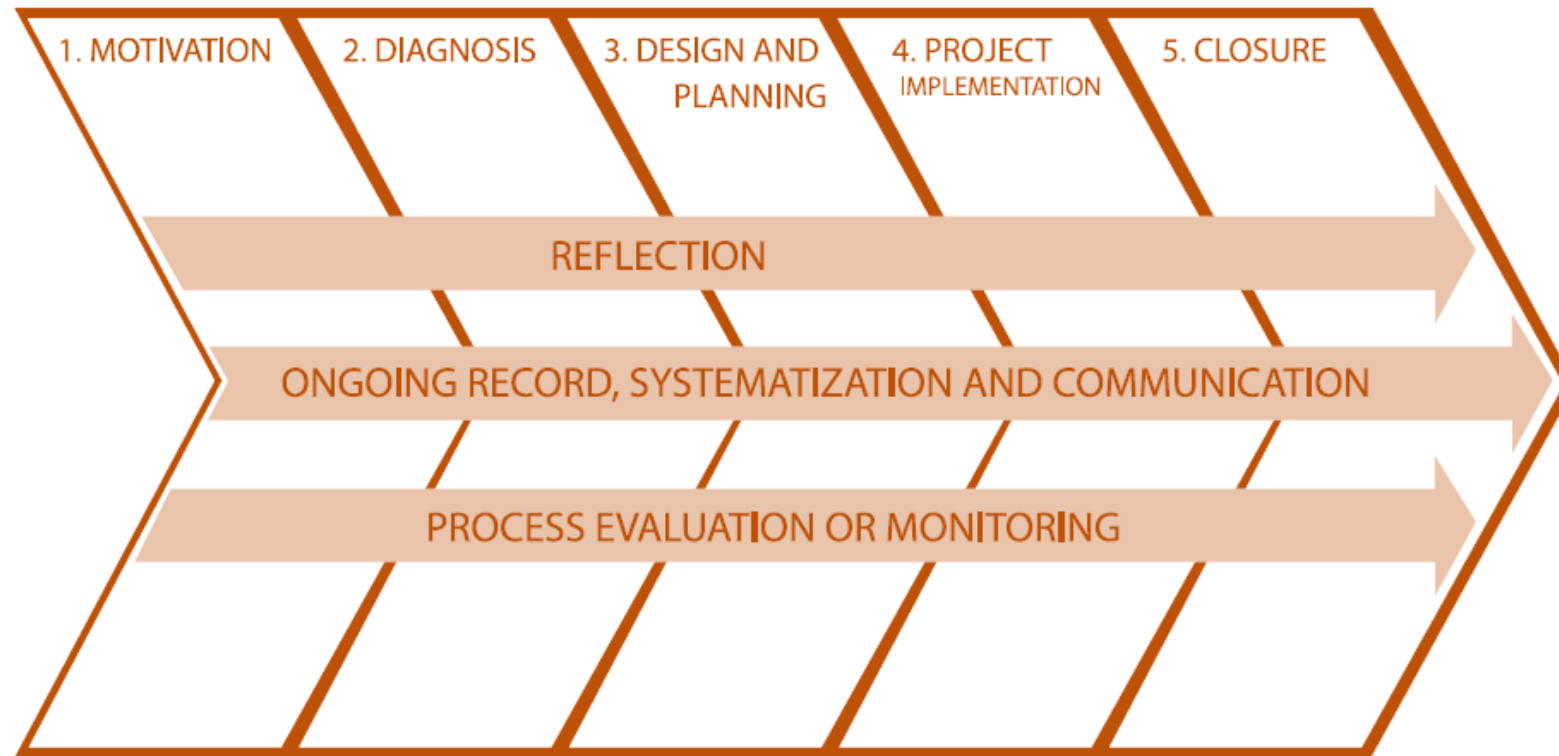 1. MOTIVATION
2. DIAGNOSIS
3. DESIGN AND
PLANNING
4. PROJECT
IMPLEMENTATION
5. CLOSURE
REFLECTION
ONGOING RECORD, SYSTEMATIZATION AND COMMUNICATION
PROCESS EVALUATION OR MONITORING